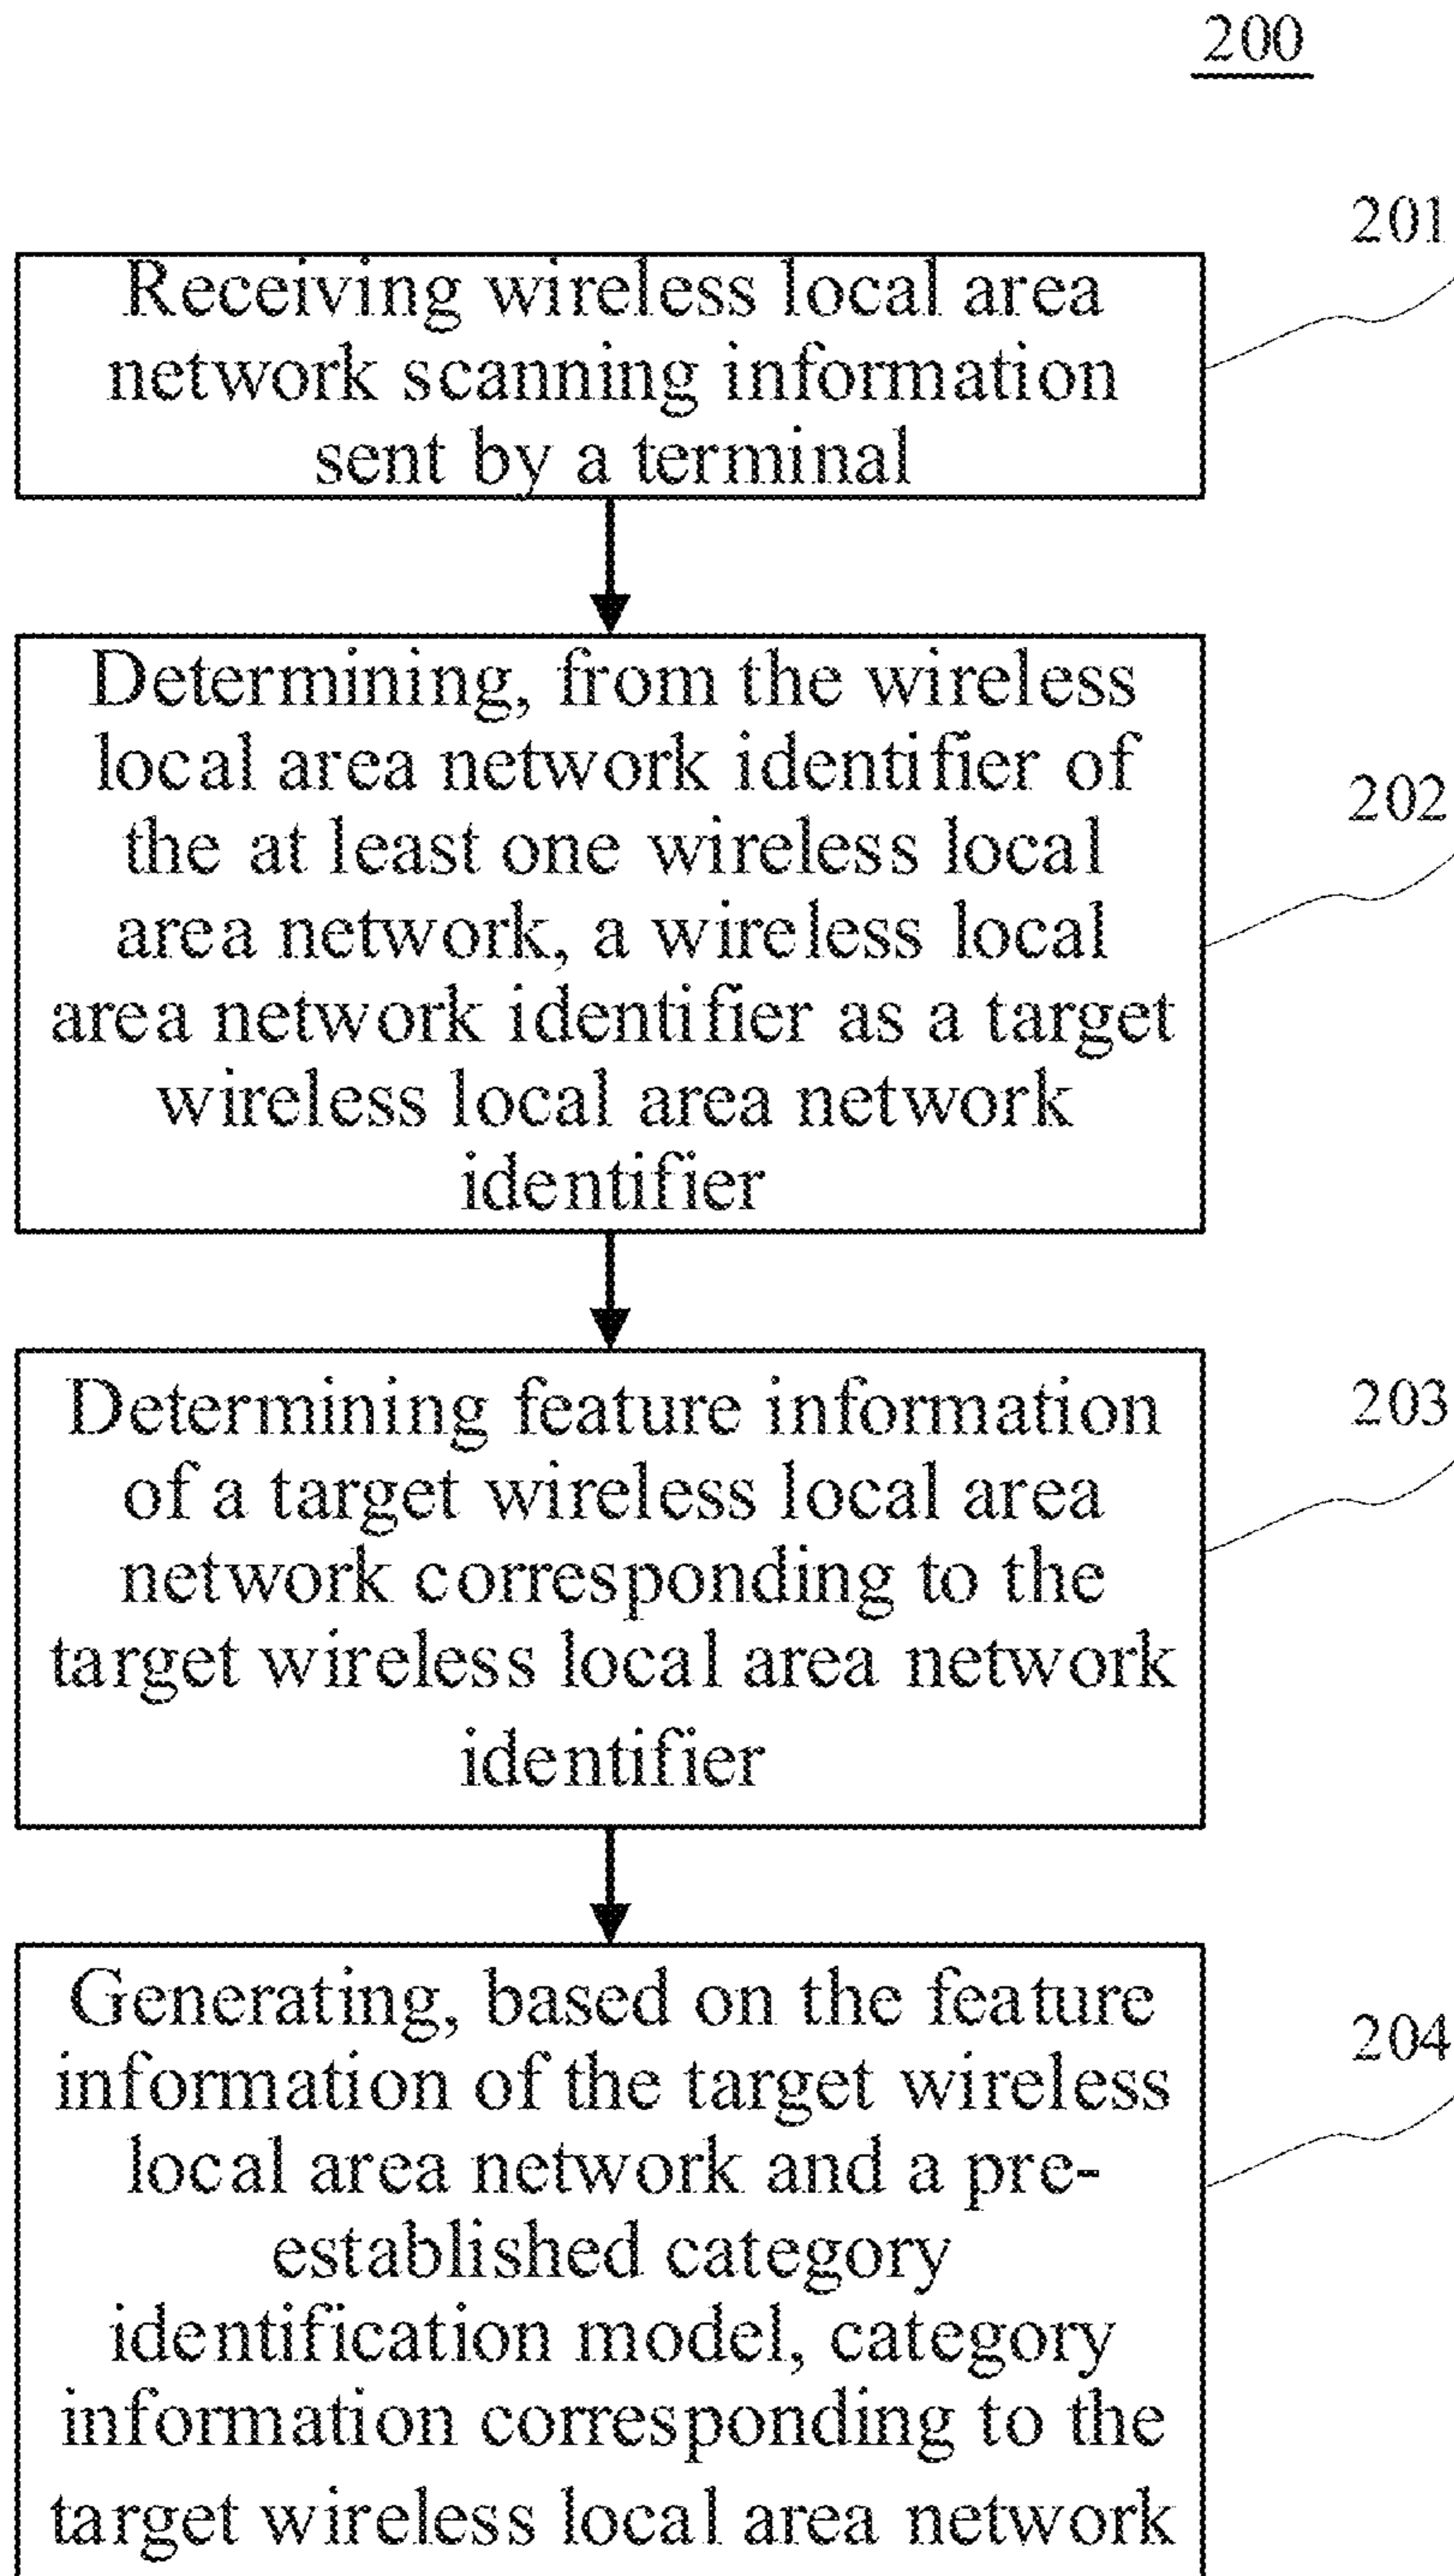 200
201
Receiving wireless local area
network scanning information
sent by a terminal
202
Determining, from the wireless
local area network identifier of
the at least one wireless local
area network, a wireless local
area network identifier as a target
wireless local area network
identifier
203
Determining feature information
of a target wireless local area
network corresponding to the
target wireless local area network
identifier
204
Generating, based on the feature
information of the target wireless
local area network and a pre-
established category
identification model, category
information corresponding to the
target wireless local area network